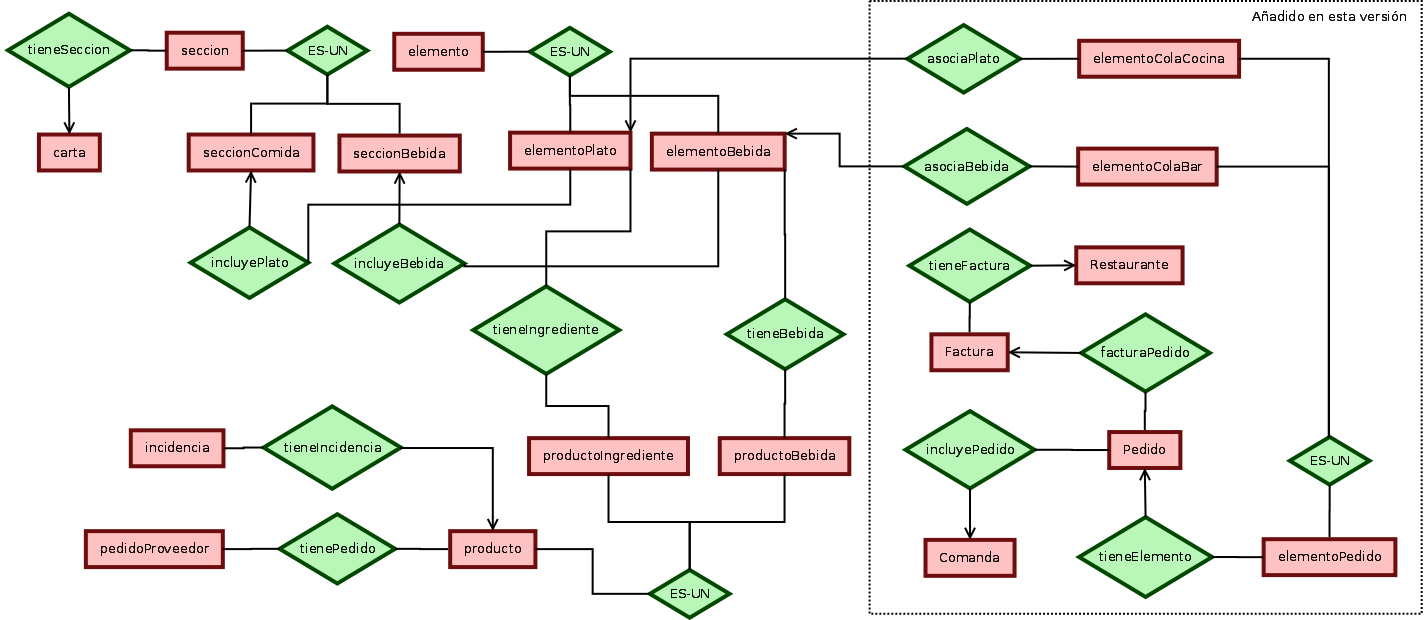 Añadido en esta versión
tieneSeccion
seccion
ES-UN
elemento
ES-UN
asociaPlato
elementoColaCocina
carta
seccionComida
seccionBebida
elementoPlato
elementoBebida
asociaBebida
elementoColaBar
incluyePlato
incluyeBebida
tieneFactura
Restaurante
tieneIngrediente
tieneBebida
Factura
facturaPedido
incidencia
tieneIncidencia
productoIngrediente
productoBebida
incluyePedido
Pedido
ES-UN
pedidoProveedor
tienePedido
producto
ES-UN
Comanda
tieneElemento
elementoPedido